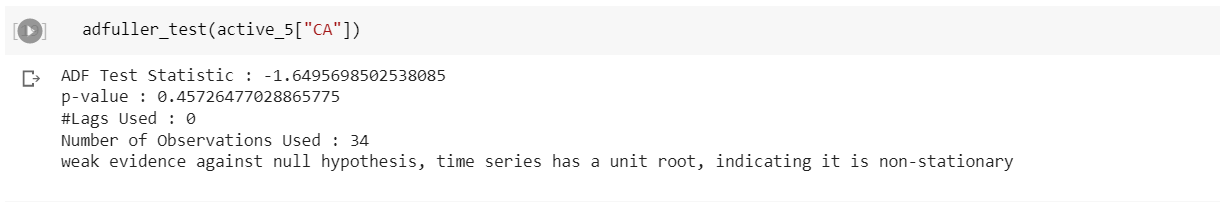 adfuller_test(active_5["CA"])
ADF Test Statistic : -1.6495698502538085
p-value : 0.45726477028865775
#Lags Used : 0
Number of Observations Used : 34
weak evidence against null hypothesis, time series has a unit root, indicating it is non-stationary